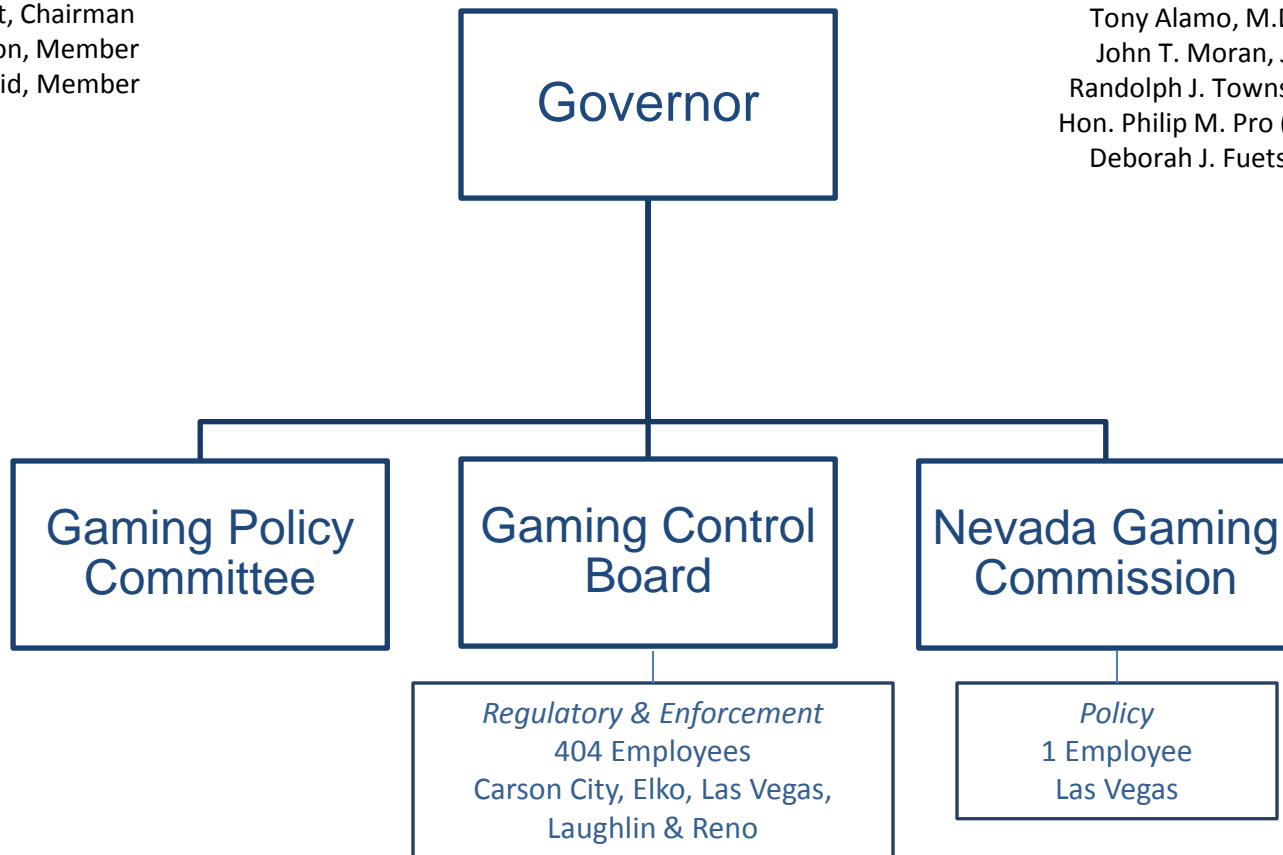 t, Chairman
on, Member
id, Member
Tony Alamo, M.D
John T. Moran, J
Randolph J. Towns
Hon. Philip M. Pro (
Deborah J. Fuets
Governor
Gaming Policy
Committee
Gaming Control
Board
Nevada Gaming
Commission
Regulatory & Enforcement
404 Employees
Carson City, Elko, Las Vegas,
Laughlin & Reno
Policy
1 Employee
Las Vegas